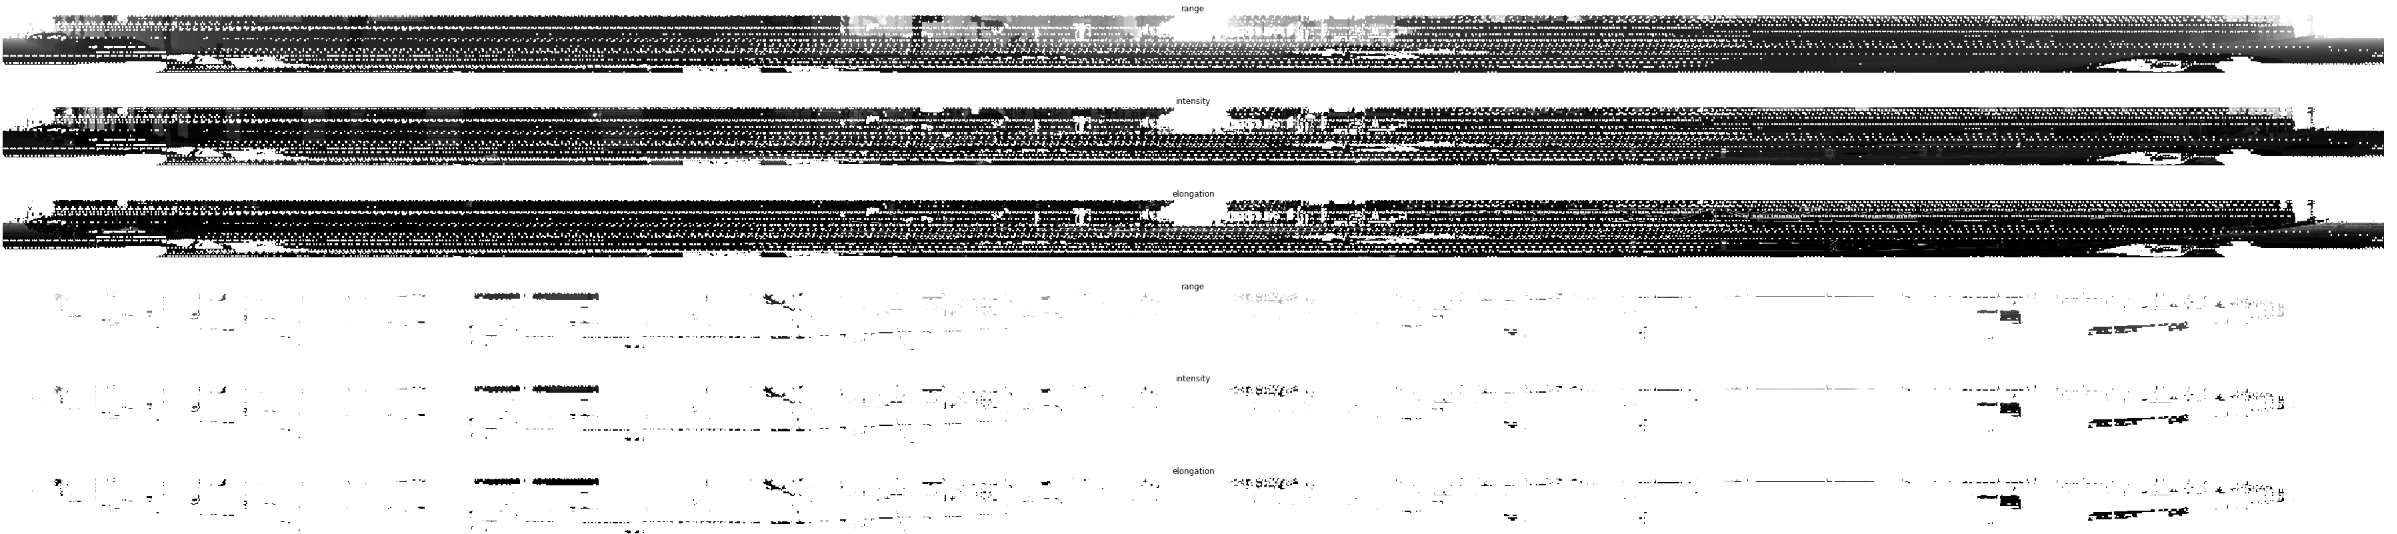 range
intensity
elongation
range
intensity
elongation